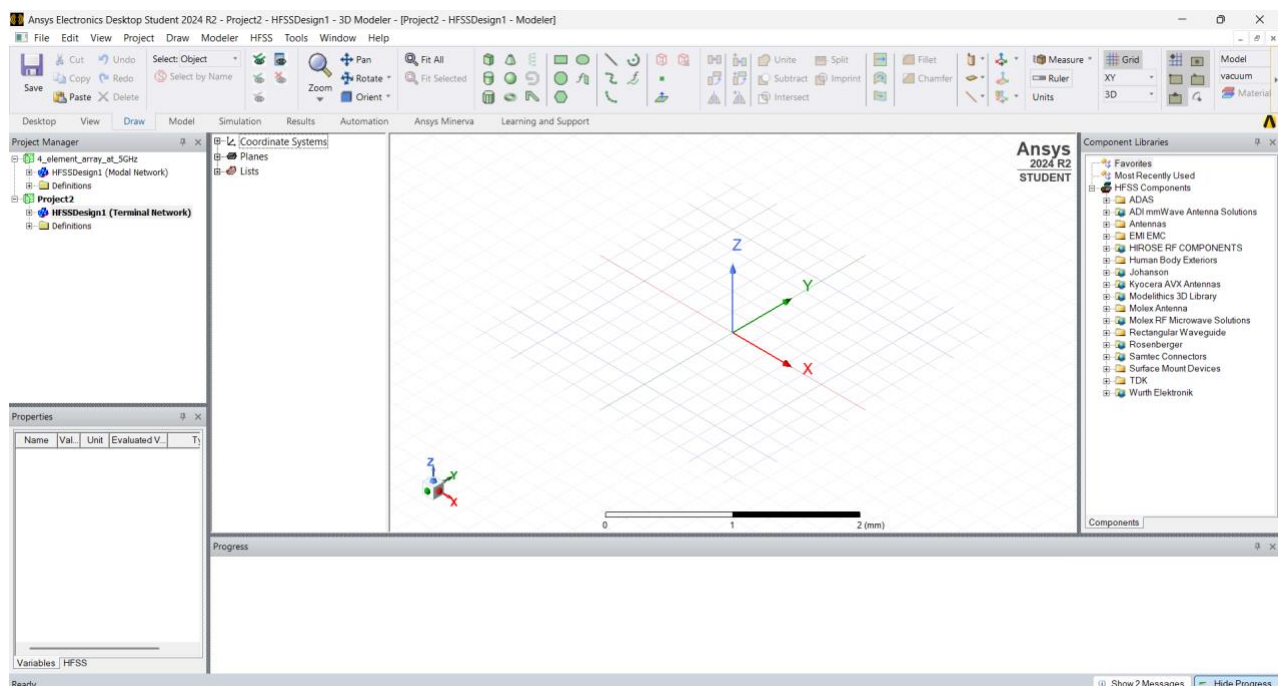 Ansys Electronics Desktop Student 2024 R2 - Project2 - HFSSDesign1 - 3D Modeler - [Project2 - HFSSDesign1 - Modeler]
File Edit View Project Draw Modeler HFSS Tools Window Help
Save
Cut Undo
Copy Redo
Paste Delete
Select: Object
Select by Name
Zoom
Pan
Rotate
Orient
Fit All
Fit Selected
Unite Split
Subtract Imprint
Intersect
Fillet
Chamfer
Measure
Ruler
Units
Grid
XY
3D
Model
vacuum
Material
Desktop View Draw Model Simulation Results Automation Ansys Minerva Learning and Support
Project Manager
4_element_array_at_5GHz
HFSSDesign1 (Modal Network)
Definitions
Project2
HFSSDesign1 (Terminal Network)
Definitions
Coordinate Systems
Planes
Lists
Ansys
2024 R2
STUDENT
Z
Y
X
Z
Y
X
0 1 2 (mm)
Component Libraries
Favorites
Most Recently Used
HFSS Components
ADAS
ADI mmWave Antenna Solutions
Antennas
EMI EMC
HIROSE RF COMPONENTS
Human Body Exteriors
Johanson
Kyocera AVX Antennas
Modelithics 3D Library
Molex Antenna
Molex RF Microwave Solutions
Rectangular Waveguide
Rosenberger
Samtec Connectors
Surface Mount Devices
TDK
Wurth Elektronik
Components
Properties
Name Val... Unit Evaluated V... Ty
Variables HFSS
Progress
Ready
Show 2 Messages Hide Progress